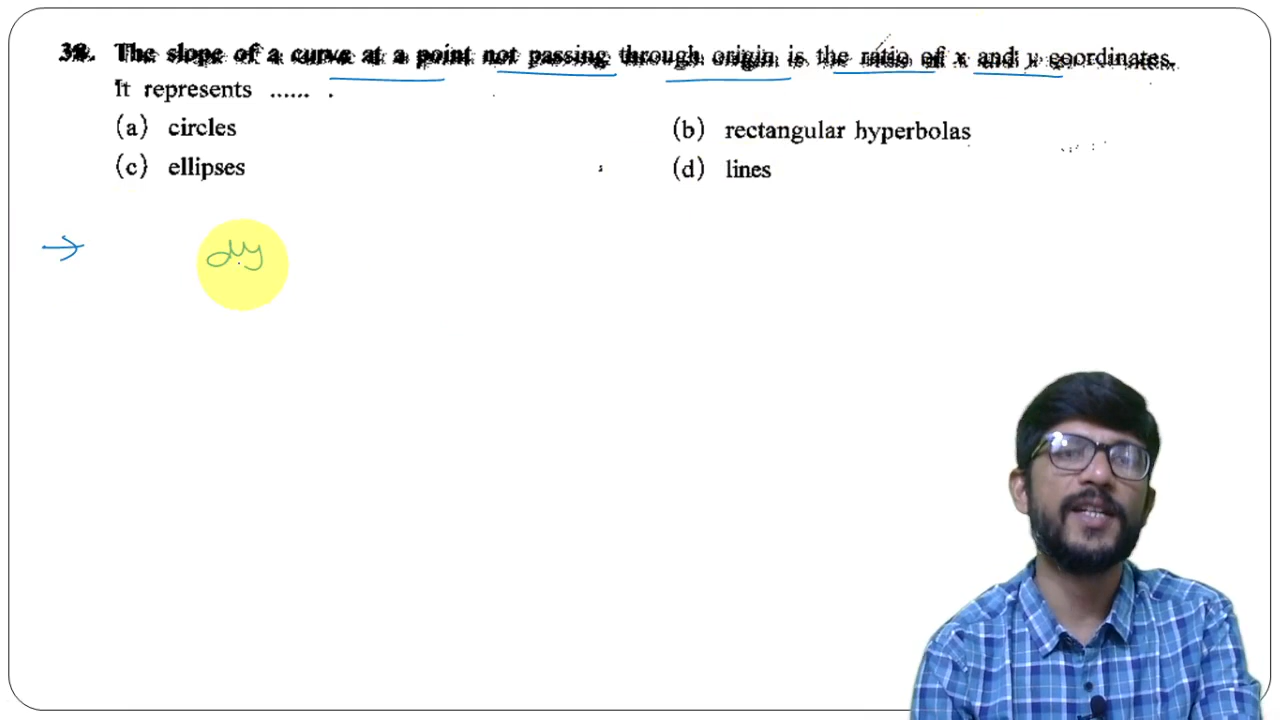 38. The slope of a curve at a point not passing through origin is the ratio of x and y coordinates.
It represents ...... .
(a) circles
(b) rectangular hyperbolas
(c) ellipses
(d) lines
→ dy